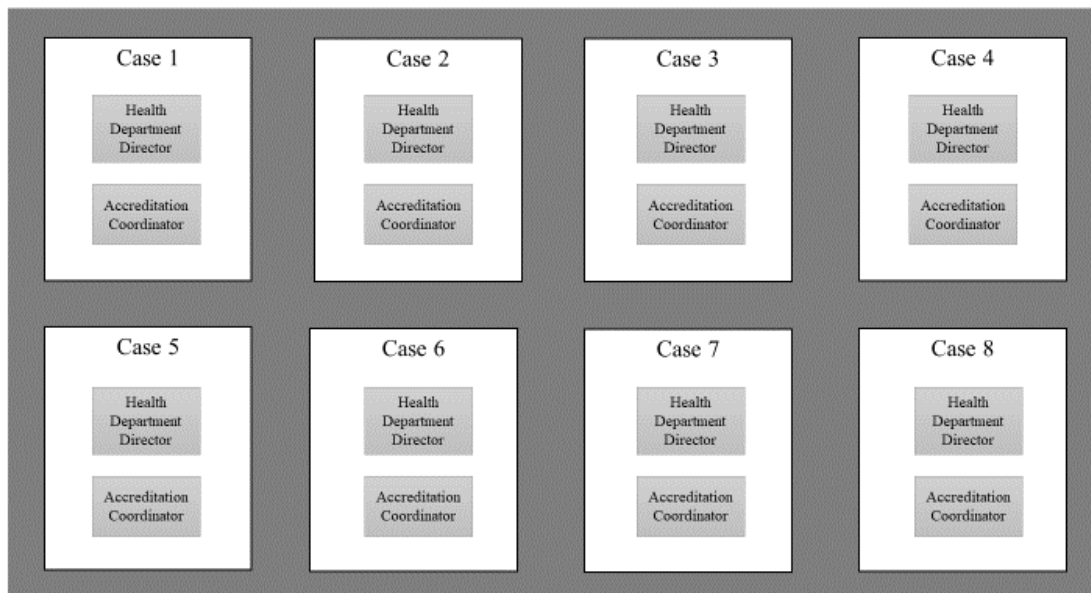 Case 1
Health
Department
Director
Accreditation
Coordinator
Case 2
Health
Department
Director
Accreditation
Coordinator
Case 3
Health
Department
Director
Accreditation
Coordinator
Case 4
Health
Department
Director
Accreditation
Coordinator
Case 5
Health
Department
Director
Accreditation
Coordinator
Case 6
Health
Department
Director
Accreditation
Coordinator
Case 7
Health
Department
Director
Accreditation
Coordinator
Case 8
Health
Department
Director
Accreditation
Coordinator